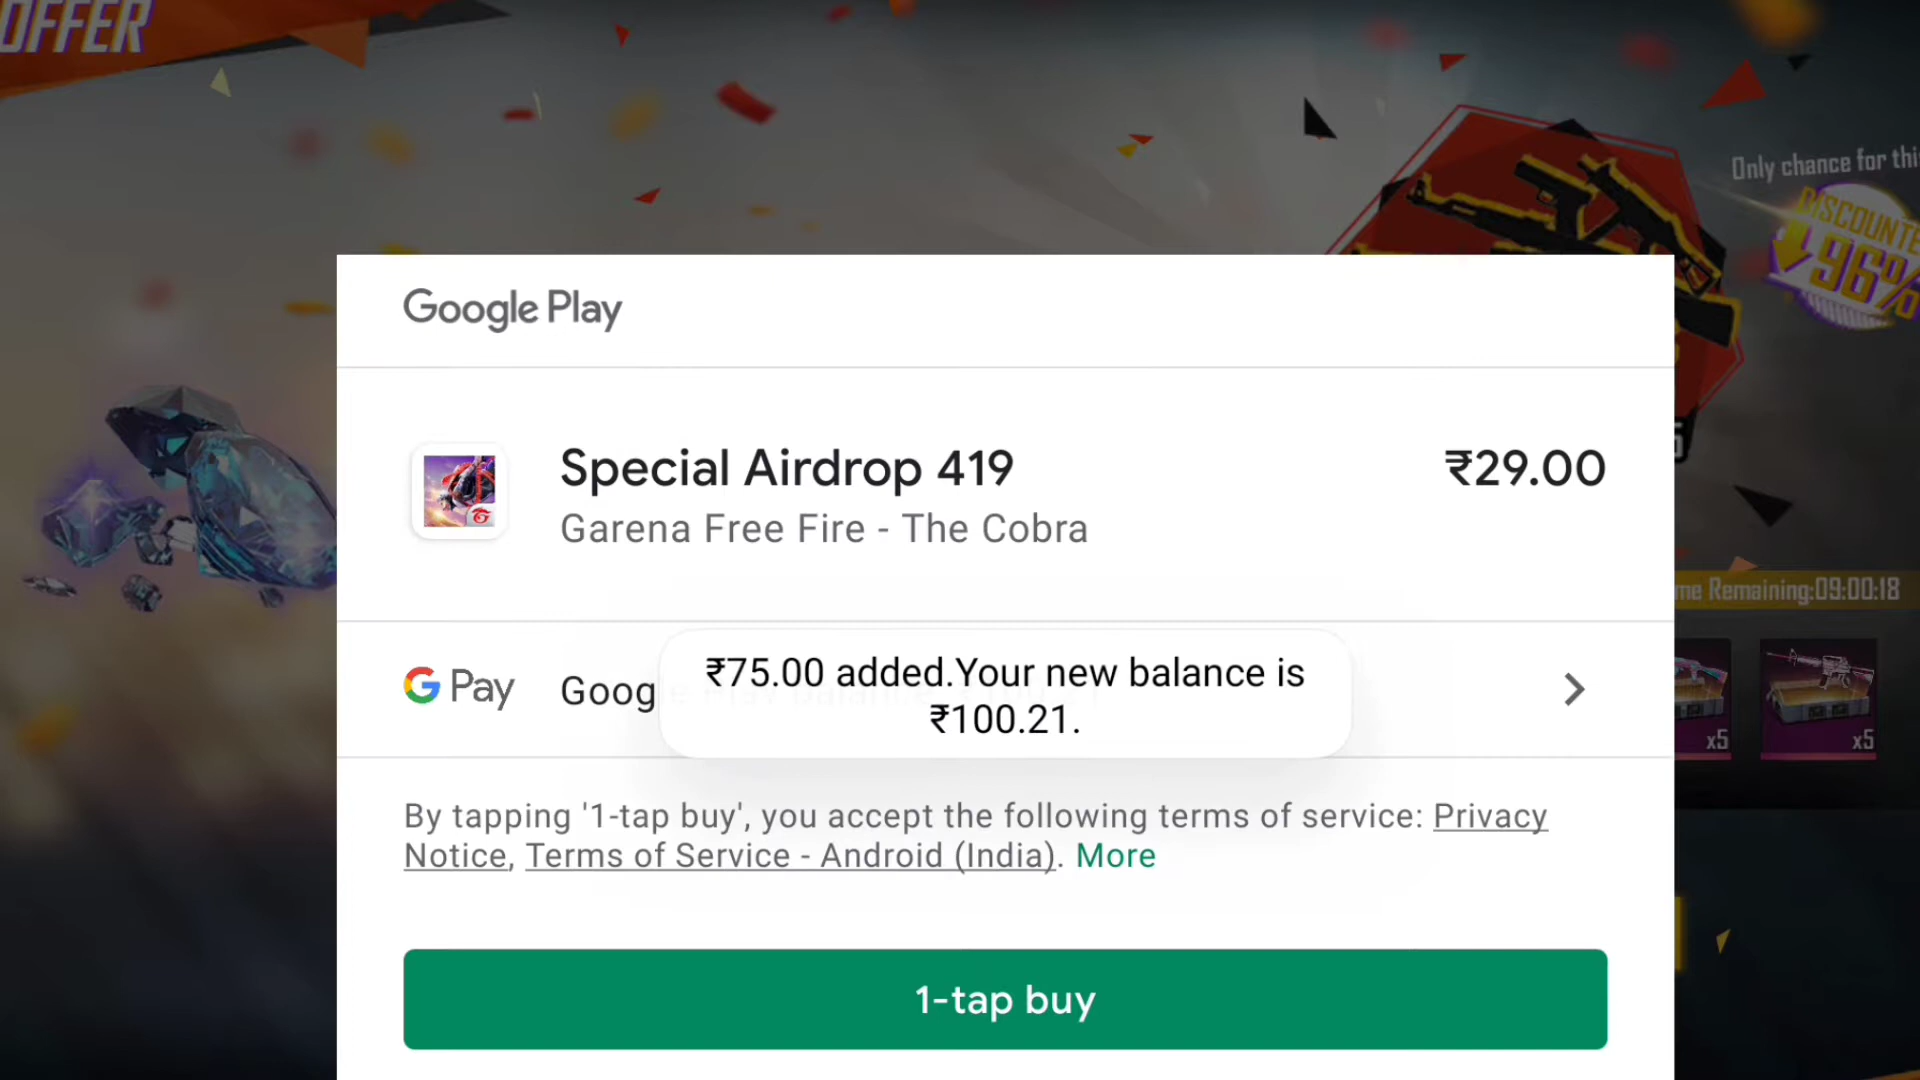 OFFER
Only chance for this
DISCOUNTE
96%
Google Play
Special Airdrop 419
₹29.00
Garena Free Fire - The Cobra
me Remaining:09:00:18
G Pay
Goog
₹75.00 added.Your new balance is
₹100.21.
x5
x5
By tapping '1-tap buy', you accept the following terms of service: Privacy
Notice, Terms of Service - Android (India). More
1-tap buy